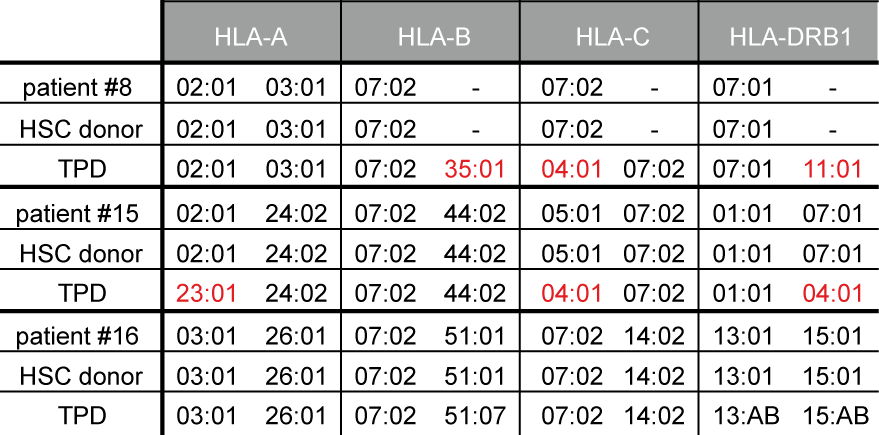 HLA-A HLA-B HLA-C HLA-DRB1
patient #8 02:01 03:01 07:02 - 07:02 - 07:01 -
HSC donor 02:01 03:01 07:02 - 07:02 - 07:01 -
TPD 02:01 03:01 07:02 35:01 04:01 07:02 07:01 11:01
patient #15 02:01 24:02 07:02 44:02 05:01 07:02 01:01 07:01
HSC donor 02:01 24:02 07:02 44:02 05:01 07:02 01:01 07:01
TPD 23:01 24:02 07:02 44:02 04:01 07:02 01:01 04:01
patient #16 03:01 26:01 07:02 51:01 07:02 14:02 13:01 15:01
HSC donor 03:01 26:01 07:02 51:01 07:02 14:02 13:01 15:01
TPD 03:01 26:01 07:02 51:07 07:02 14:02 13:AB 15:AB